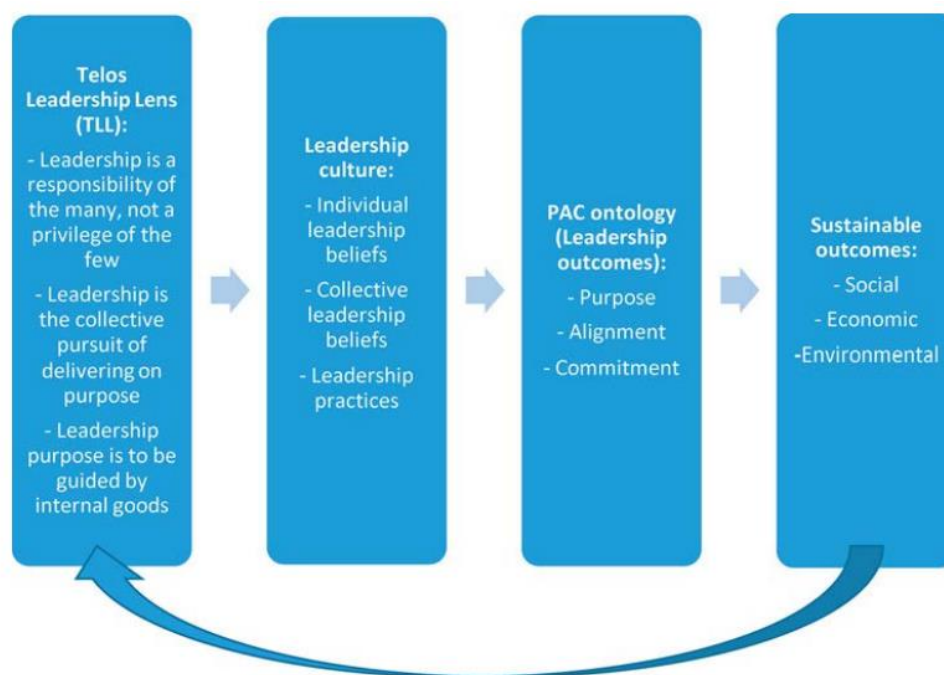 Telos
Leadership Lens
(TLL):
- Leadership is a
responsibility of
the many, not a
privilege of the
few
- Leadership is
the collective
pursuit of
delivering on
purpose
- Leadership
purpose is to be
guided by
internal goods
Leadership
culture:
- Individual
leadership
beliefs
- Collective
leadership
beliefs
- Leadership
practices
PAC ontology
(Leadership
outcomes):
- Purpose
- Alignment
- Commitment
Sustainable
outcomes:
- Social
- Economic
-Environmental